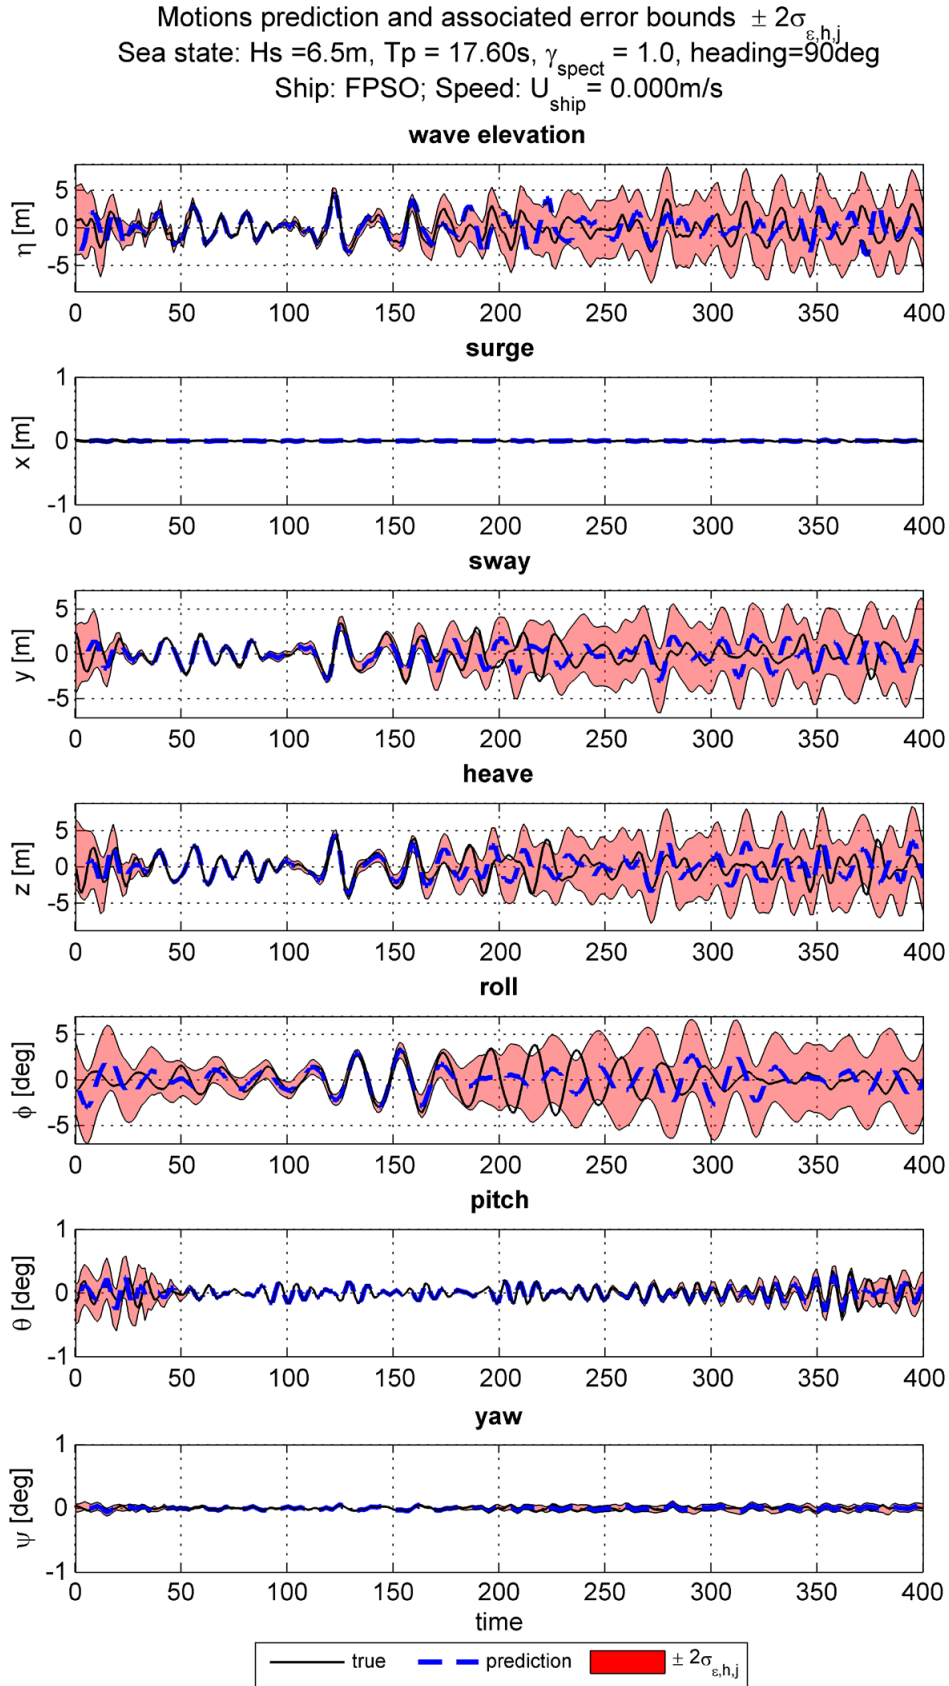 Motions prediction and associated error bounds ± 2σ_ε,h,j
Sea state: Hs =6.5m, Tp = 17.60s, γ_spect = 1.0, heading=90deg
Ship: FPSO; Speed: U_ship= 0.000m/s
wave elevation
η [m]
5
0
-5
0 50 100 150 200 250 300 350 400
surge
x [m]
1
0
-1
0 50 100 150 200 250 300 350 400
sway
y [m]
5
0
-5
0 50 100 150 200 250 300 350 400
heave
z [m]
5
0
-5
0 50 100 150 200 250 300 350 400
roll
ϕ [deg]
5
0
-5
0 50 100 150 200 250 300 350 400
pitch
θ [deg]
1
0
-1
0 50 100 150 200 250 300 350 400
yaw
ψ [deg]
1
0
-1
0 50 100 150 200 250 300 350 400
time
true prediction ± 2σ_ε,h,j